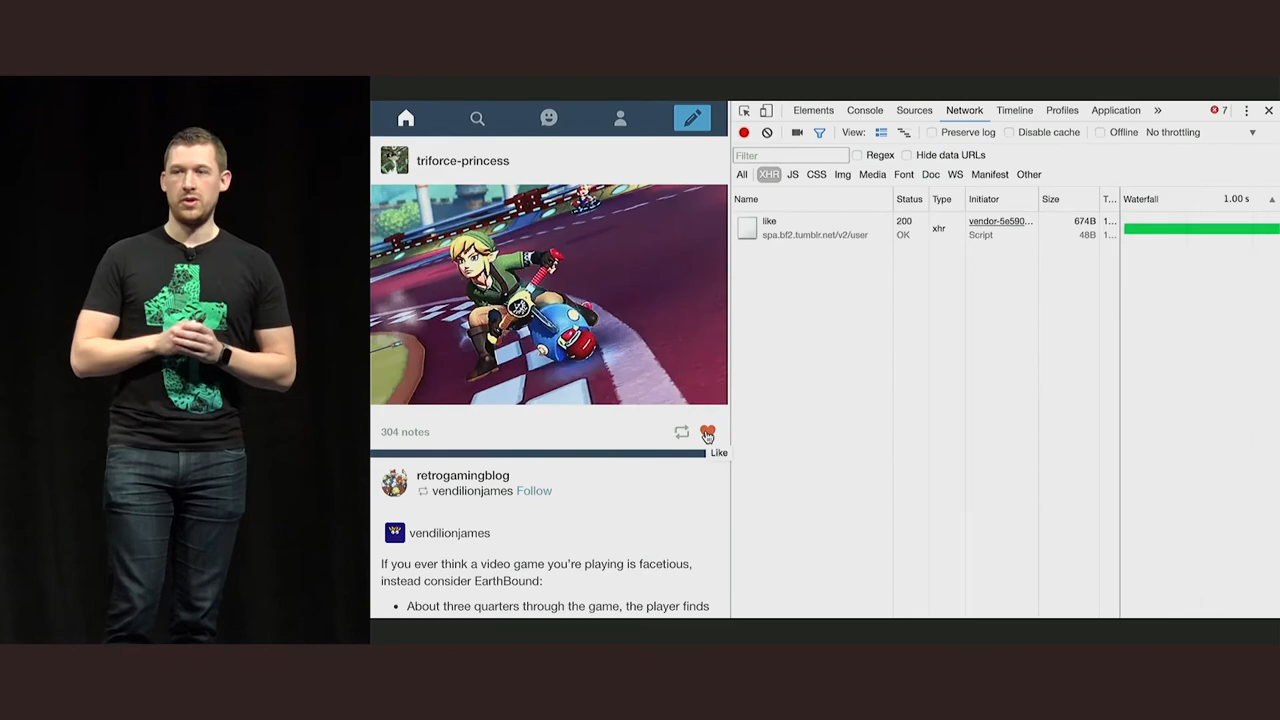 Elements Console Sources Network Timeline Profiles Application » 7
View: Preserve log Disable cache Offline No throttling
triforce-princess
Filter Regex Hide data URLs
All XHR JS CSS Img Media Font Doc WS Manifest Other
Name Status Type Initiator Size T... Waterfall 1.00 s
like 200 xhr vendor-5e590... 674B 1...
spa.bf2.tumblr.net/v2/user OK Script 48B 1...
304 notes
Like
retrogamingblog
vendilionjames Follow
vendilionjames
If you ever think a video game you're playing is facetious,
instead consider EarthBound:
• About three quarters through the game, the player finds